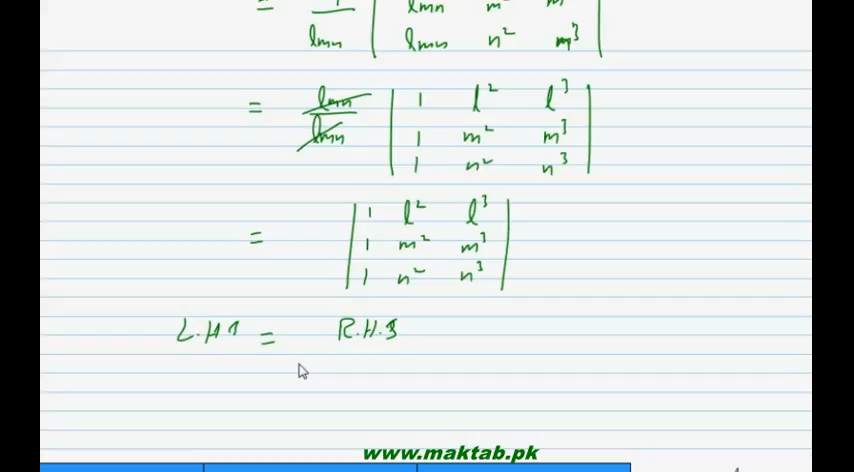 = 1/lmn | lmn m² m³ |
| lmn n² m³ |
= lmn/lmn | 1 l² l³ |
| 1 m² m³ |
| 1 n² n³ |
= | 1 l² l³ |
| 1 m² m³ |
| 1 n² n³ |
L.H.S = R.H.S
www.maktab.pk